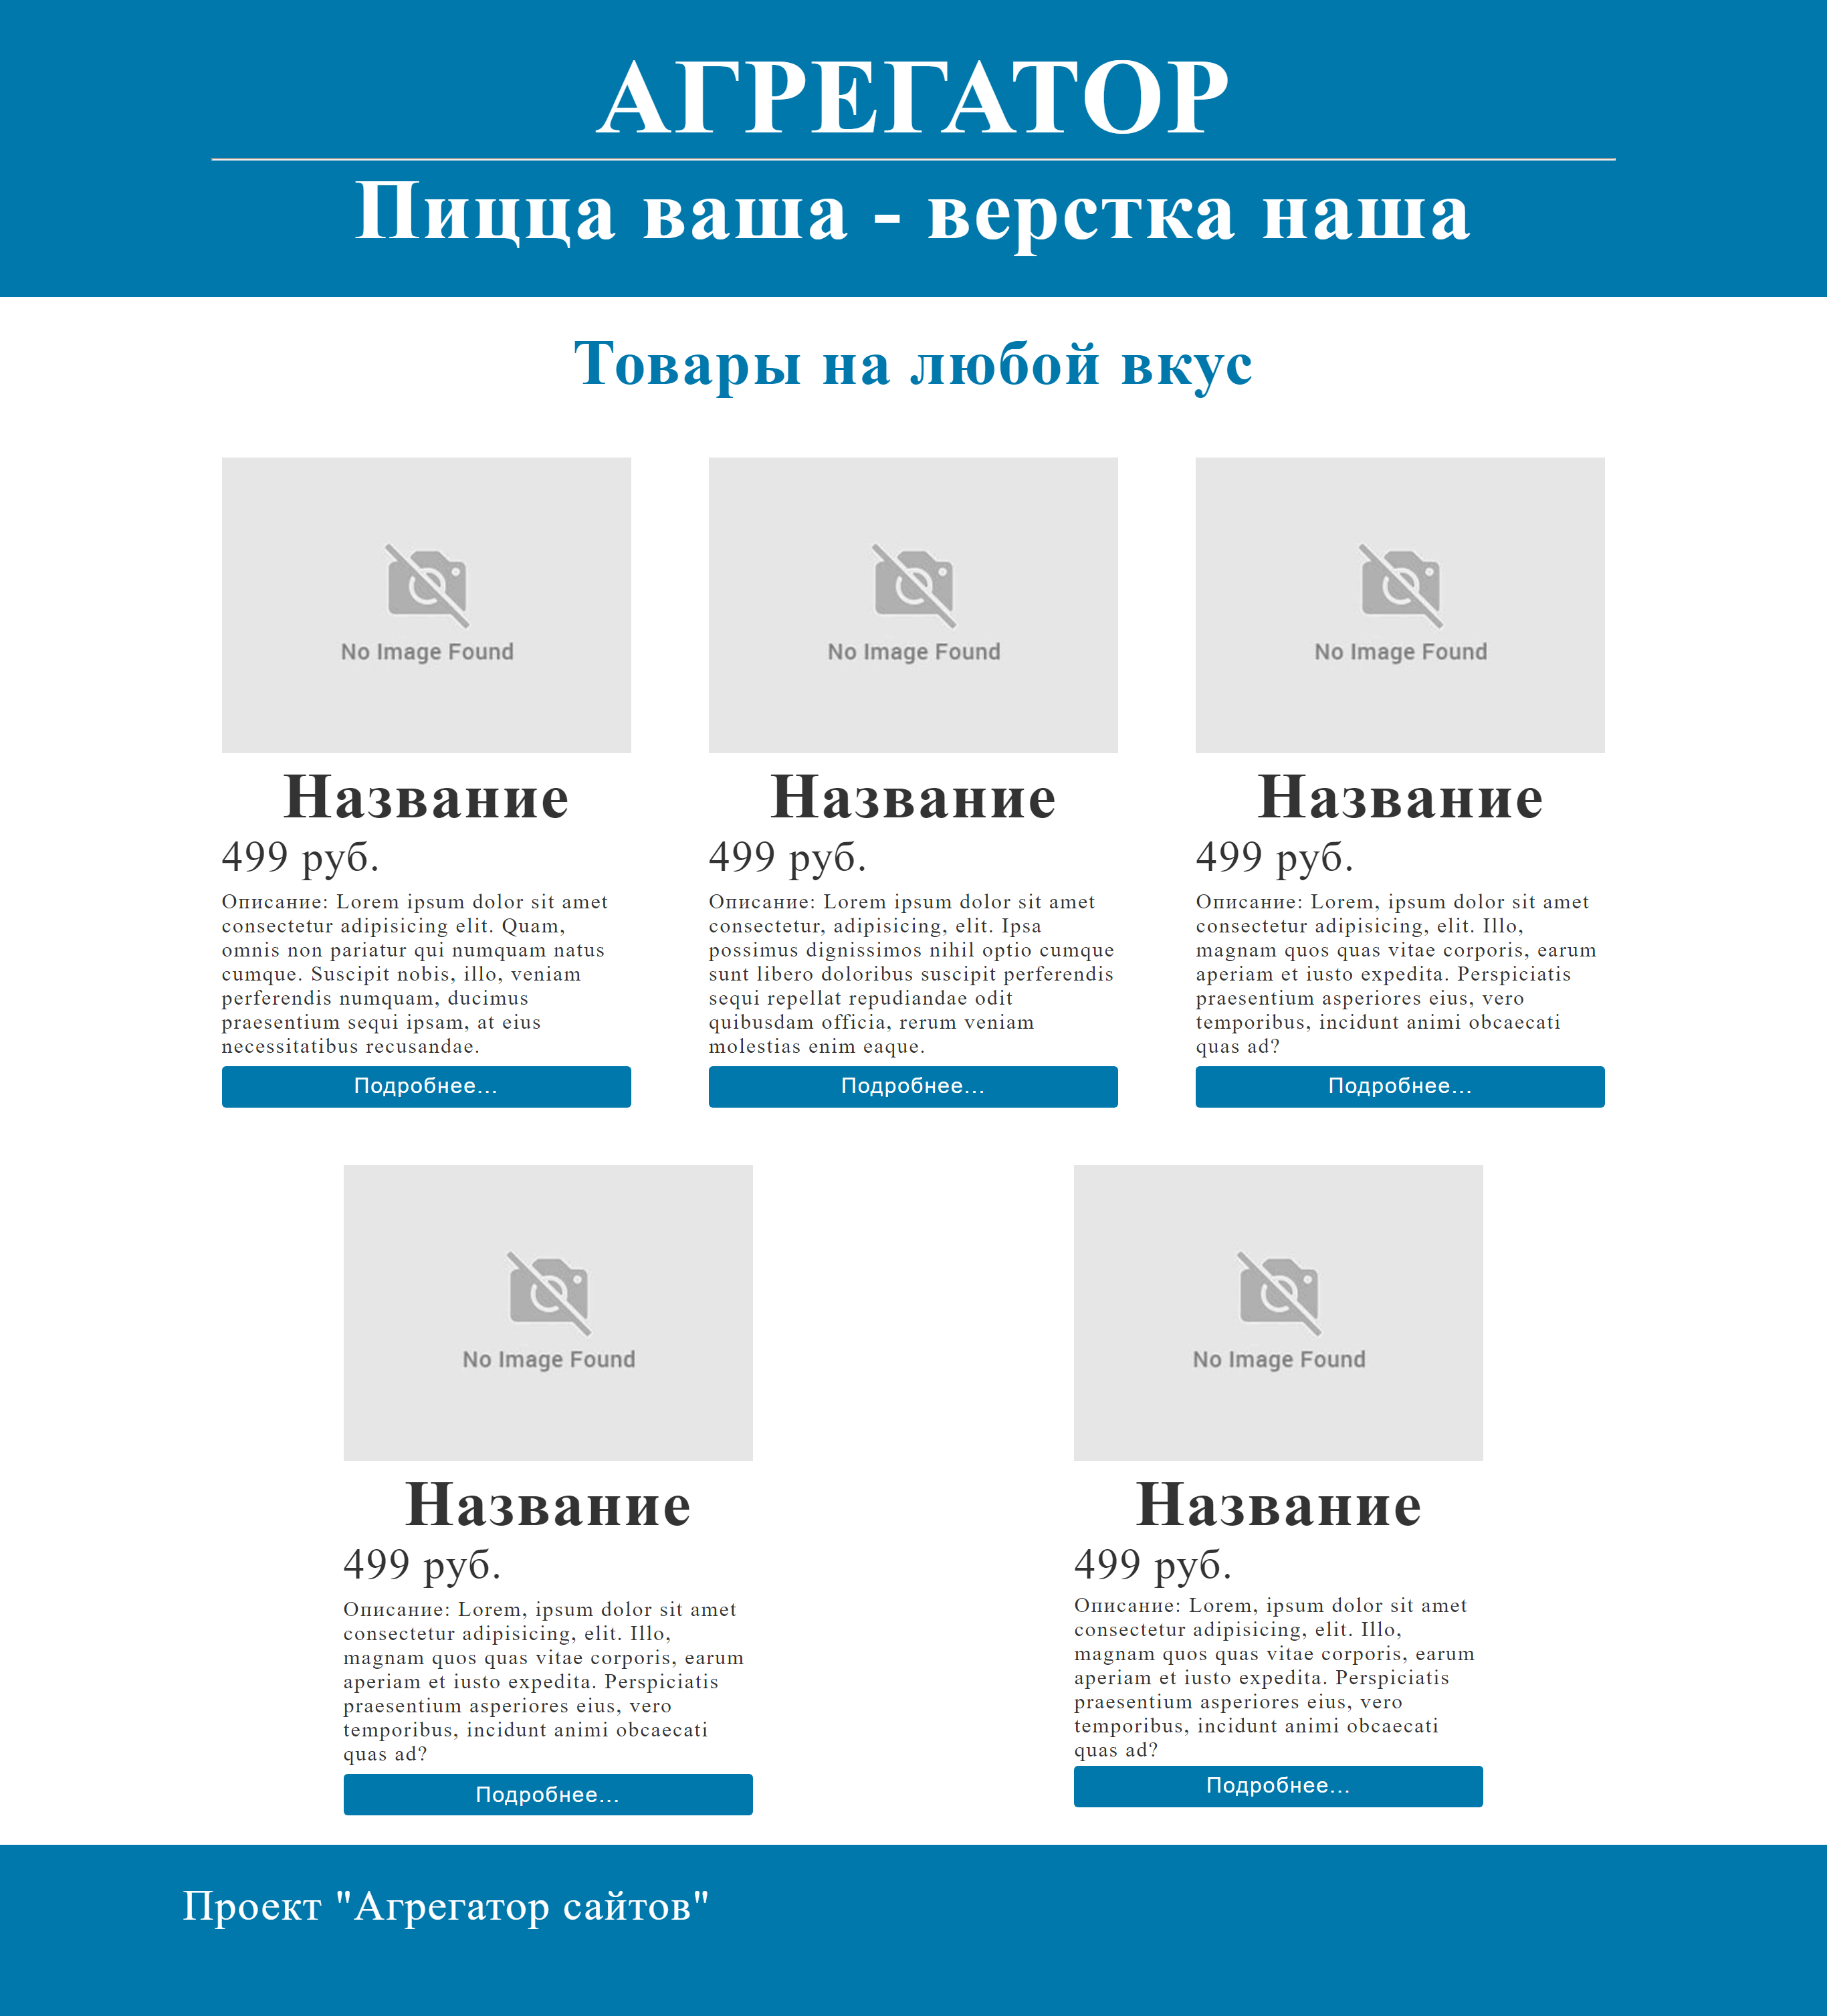 АГРЕГАТОР
Пицца ваша - верстка наша
Товары на любой вкус
No Image Found
Название
499 руб.
Описание: Lorem ipsum dolor sit amet
consectetur adipisicing elit. Quam,
omnis non pariatur qui numquam natus
cumque. Suscipit nobis, illo, veniam
perferendis numquam, ducimus
praesentium sequi ipsam, at eius
necessitatibus recusandae.
Подробнее...
No Image Found
Название
499 руб.
Описание: Lorem ipsum dolor sit amet
consectetur, adipisicing, elit. Ipsa
possimus dignissimos nihil optio cumque
sunt libero doloribus suscipit perferendis
sequi repellat repudiandae odit
quibusdam officia, rerum veniam
molestias enim eaque.
Подробнее...
No Image Found
Название
499 руб.
Описание: Lorem, ipsum dolor sit amet
consectetur adipisicing, elit. Illo,
magnam quos quas vitae corporis, earum
aperiam et iusto expedita. Perspiciatis
praesentium asperiores eius, vero
temporibus, incidunt animi obcaecati
quas ad?
Подробнее...
No Image Found
Название
499 руб.
Описание: Lorem, ipsum dolor sit amet
consectetur adipisicing, elit. Illo,
magnam quos quas vitae corporis, earum
aperiam et iusto expedita. Perspiciatis
praesentium asperiores eius, vero
temporibus, incidunt animi obcaecati
quas ad?
Подробнее...
No Image Found
Название
499 руб.
Описание: Lorem, ipsum dolor sit amet
consectetur adipisicing, elit. Illo,
magnam quos quas vitae corporis, earum
aperiam et iusto expedita. Perspiciatis
praesentium asperiores eius, vero
temporibus, incidunt animi obcaecati
quas ad?
Подробнее...
Проект "Агрегатор сайтов"